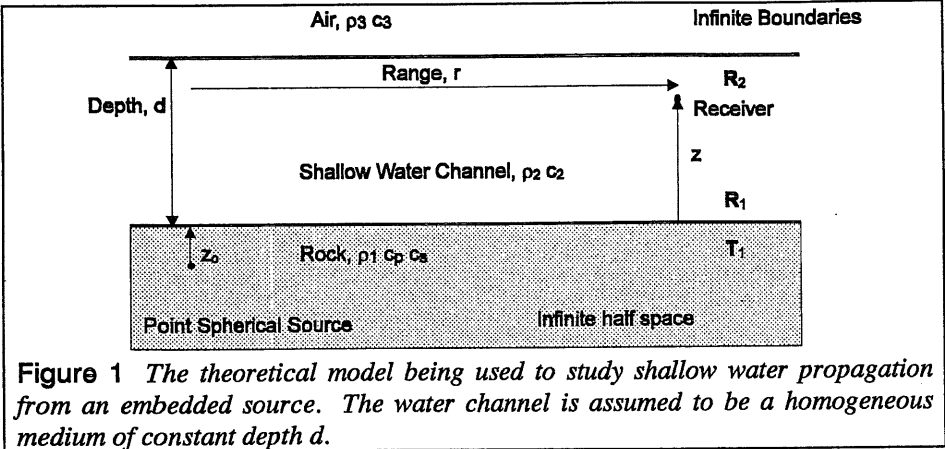 Air, ρ3 c3
Infinite Boundaries
Range, r
R₂
Depth, d
Receiver
z
Shallow Water Channel, ρ₂ c₂
R₁
z₀
Rock, ρ1 cₚ cₛ
T₁
Point Spherical Source
Infinite half space
Figure 1 The theoretical model being used to study shallow water propagation
from an embedded source. The water channel is assumed to be a homogeneous
medium of constant depth d.